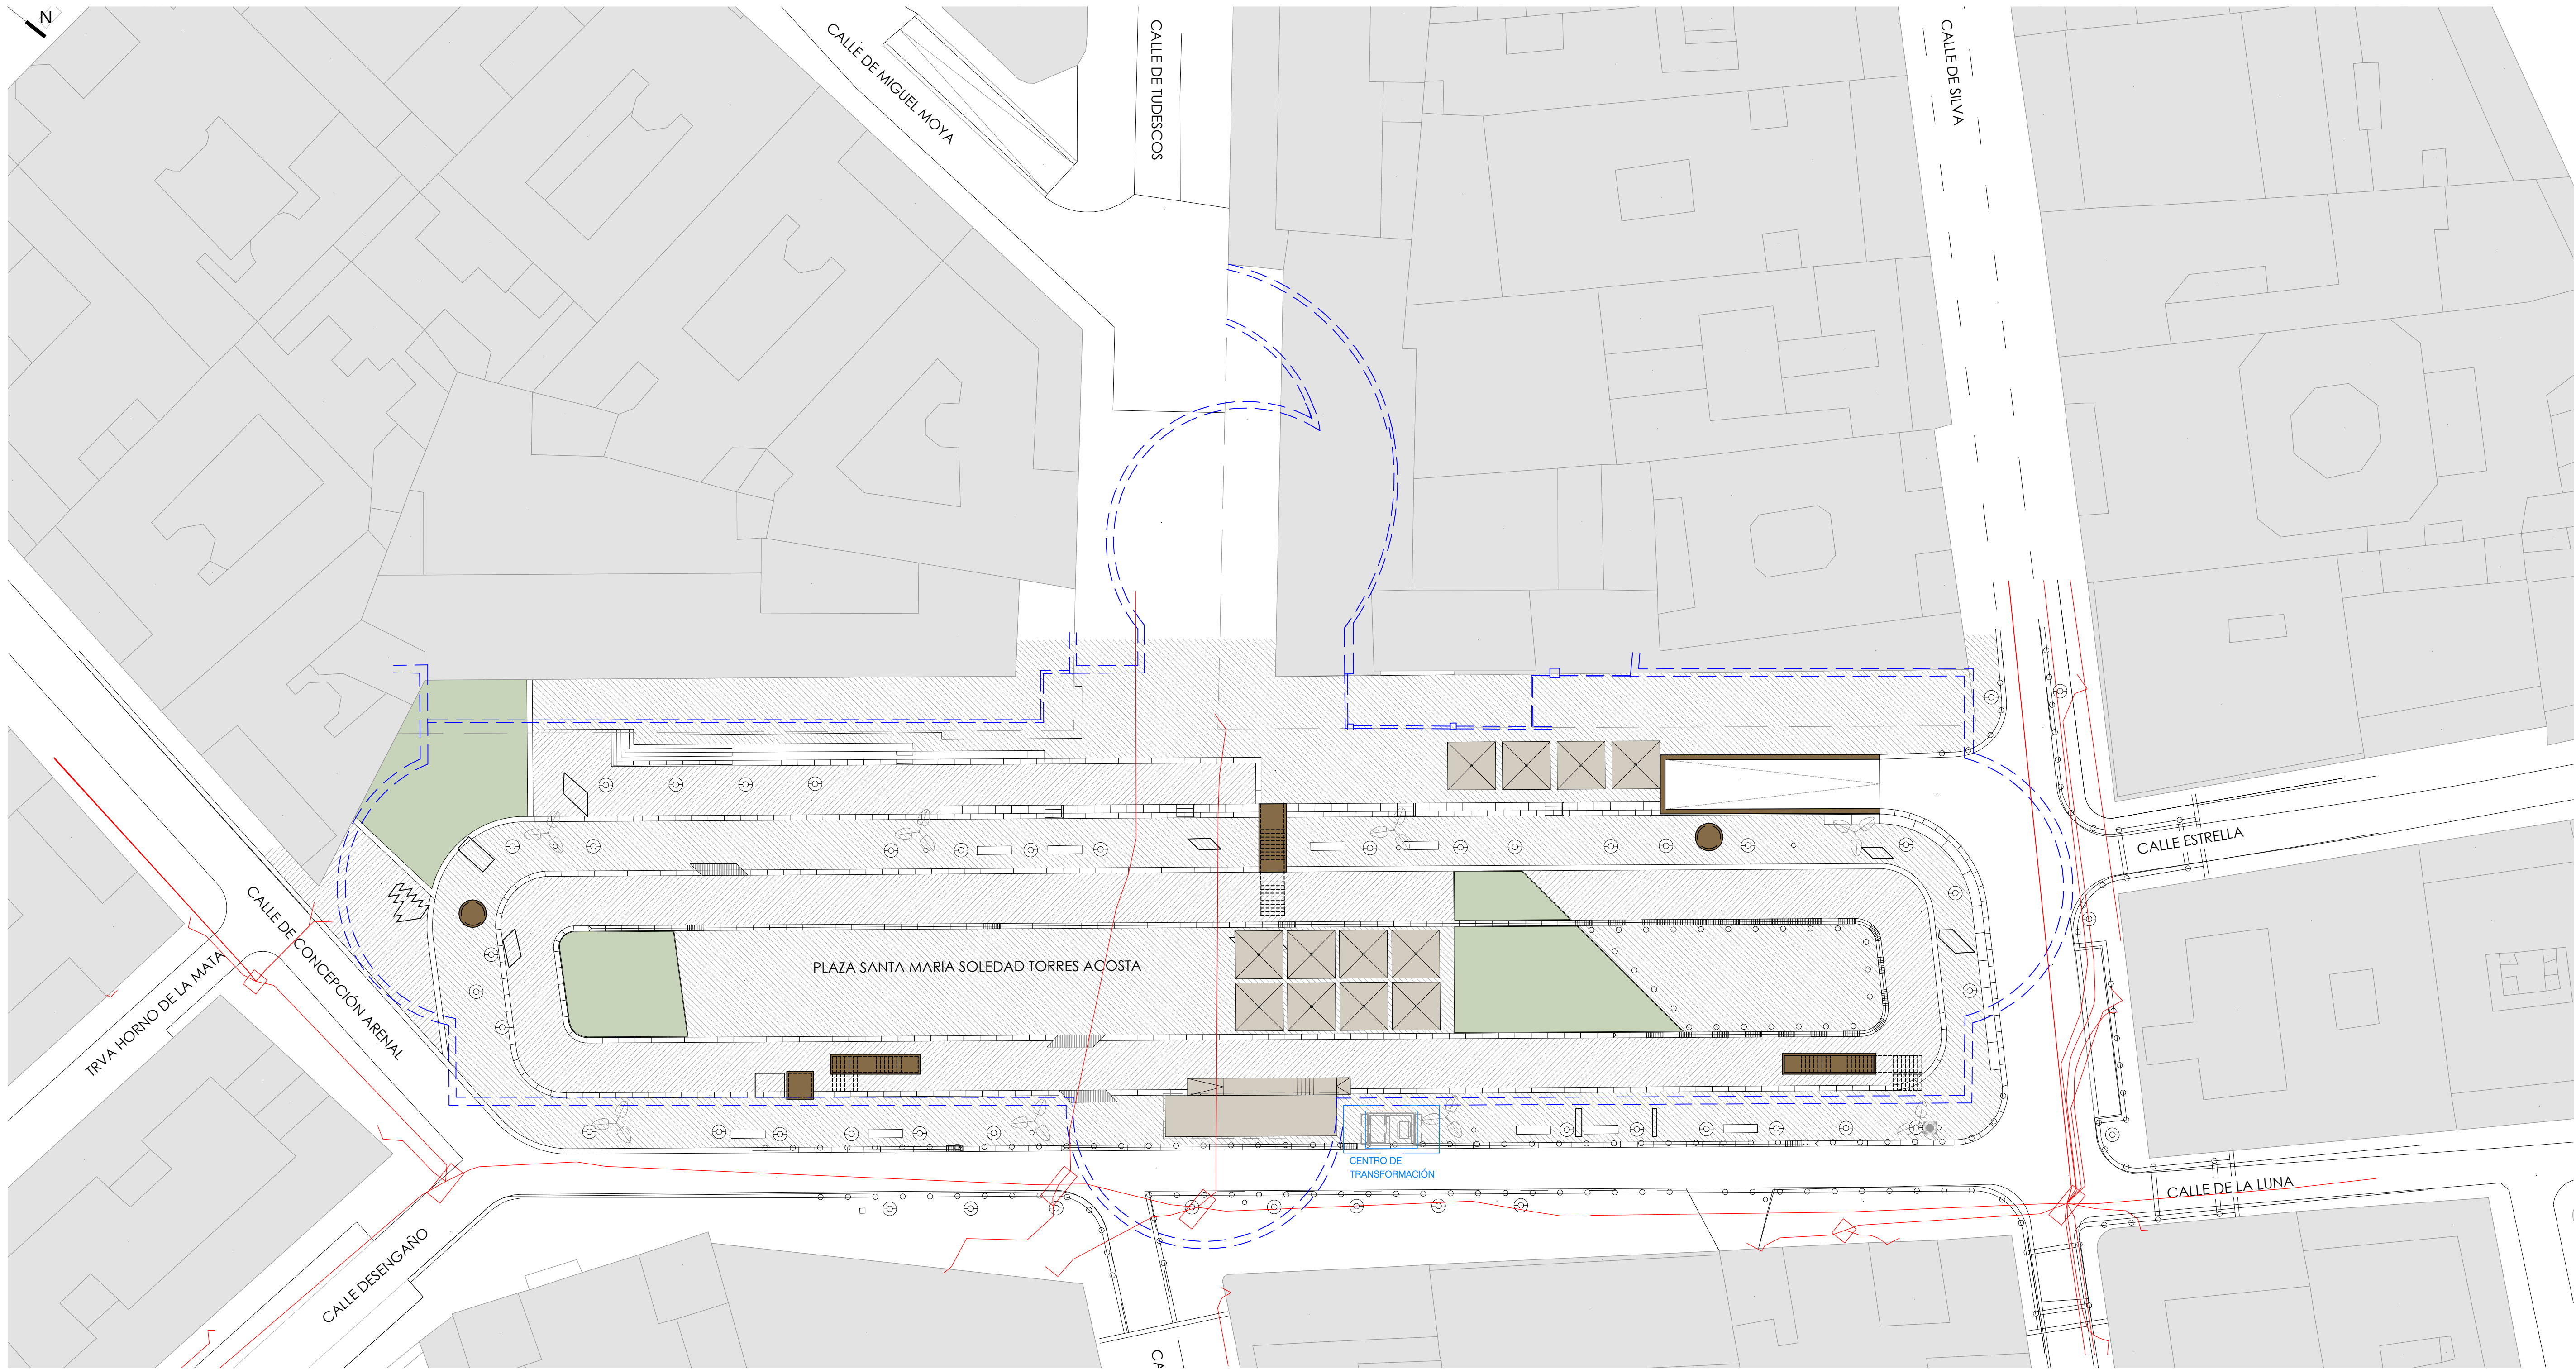 N
CALLE DE MIGUEL MOYA
CALLE DE TUDESCOS
CALLE DE SILVA
CALLE ESTRELLA
CALLE DE CONCEPCIÓN ARENAL
TRVA HORNO DE LA MATA
PLAZA SANTA MARIA SOLEDAD TORRES ACOSTA
CENTRO DE
TRANSFORMACIÓN
CALLE DE LA LUNA
CALLE DESENGAÑO
CA